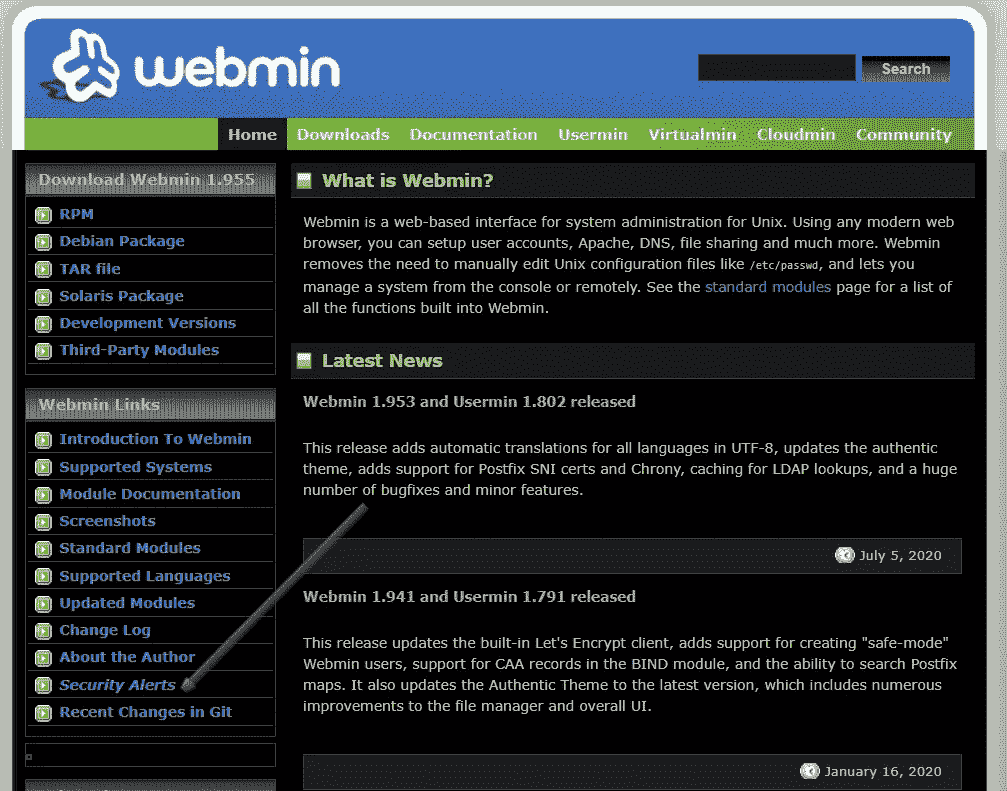 webmin
Search
Home Downloads Documentation Usermin Virtualmin Cloudmin Community
Download Webmin 1.955
RPM
Debian Package
TAR file
Solaris Package
Development Versions
Third-Party Modules
Webmin Links
Introduction To Webmin
Supported Systems
Module Documentation
Screenshots
Standard Modules
Supported Languages
Updated Modules
Change Log
About the Author
Security Alerts
Recent Changes in Git
What is Webmin?
Webmin is a web-based interface for system administration for Unix. Using any modern web
browser, you can setup user accounts, Apache, DNS, file sharing and much more. Webmin
removes the need to manually edit Unix configuration files like /etc/passwd, and lets you
manage a system from the console or remotely. See the standard modules page for a list of
all the functions built into Webmin.
Latest News
Webmin 1.953 and Usermin 1.802 released
This release adds automatic translations for all languages in UTF-8, updates the authentic
theme, adds support for Postfix SNI certs and Chrony, caching for LDAP lookups, and a huge
number of bugfixes and minor features.
July 5, 2020
Webmin 1.941 and Usermin 1.791 released
This release updates the built-in Let's Encrypt client, adds support for creating "safe-mode"
Webmin users, support for CAA records in the BIND module, and the ability to search Postfix
maps. It also updates the Authentic Theme to the latest version, which includes numerous
improvements to the file manager and overall UI.
January 16, 2020